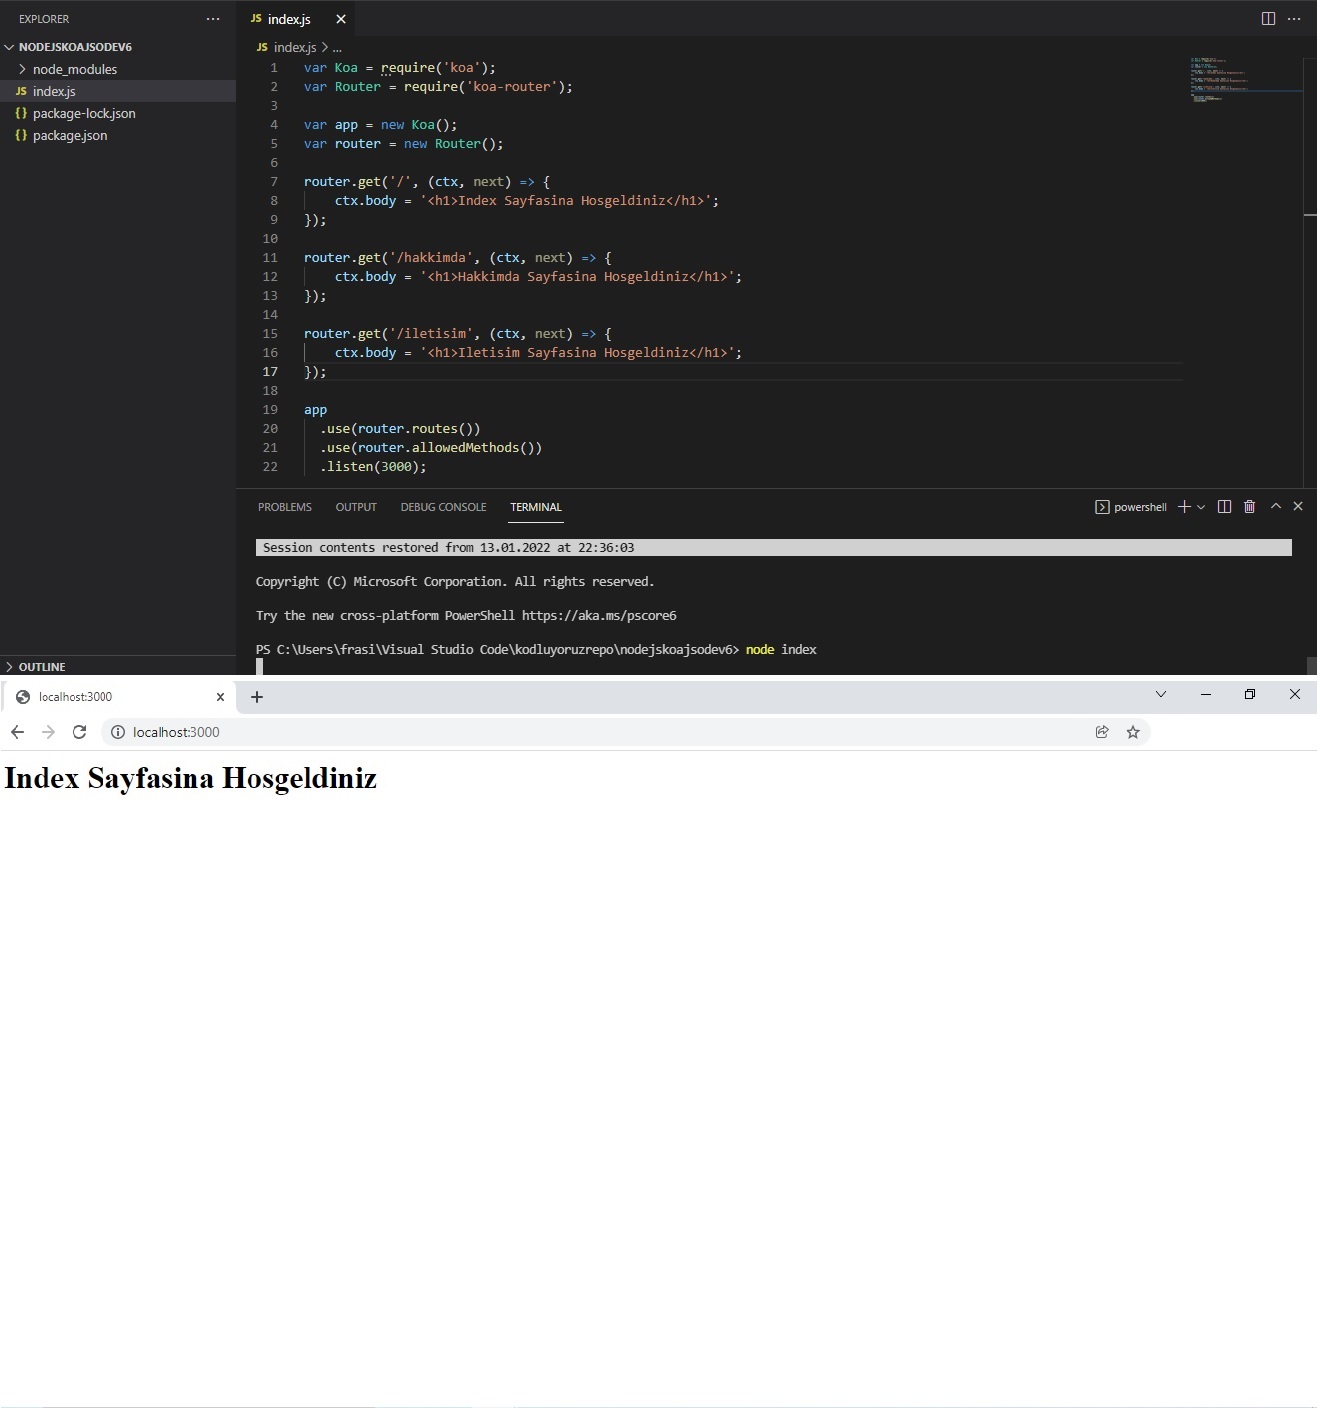 EXPLORER
NODEJSKOAJSODEV6
node_modules
JS index.js
{} package-lock.json
{} package.json
OUTLINE
JS index.js
JS index.js > ...
1 var Koa = require('koa');
2 var Router = require('koa-router');
3
4 var app = new Koa();
5 var router = new Router();
6
7 router.get('/', (ctx, next) => {
8     ctx.body = '<h1>Index Sayfasina Hosgeldiniz</h1>';
9 });
10
11 router.get('/hakkimda', (ctx, next) => {
12     ctx.body = '<h1>Hakkimda Sayfasina Hosgeldiniz</h1>';
13 });
14
15 router.get('/iletisim', (ctx, next) => {
16     ctx.body = '<h1>Iletisim Sayfasina Hosgeldiniz</h1>';
17 });
18
19 app
20   .use(router.routes())
21   .use(router.allowedMethods())
22   .listen(3000);
PROBLEMS OUTPUT DEBUG CONSOLE TERMINAL powershell
Session contents restored from 13.01.2022 at 22:36:03
Copyright (C) Microsoft Corporation. All rights reserved.
Try the new cross-platform PowerShell https://aka.ms/pscore6
PS C:\Users\frasi\Visual Studio Code\kodluyoruzrepo\nodejskoajsodev6> node index
localhost:3000
localhost:3000
Index Sayfasina Hosgeldiniz